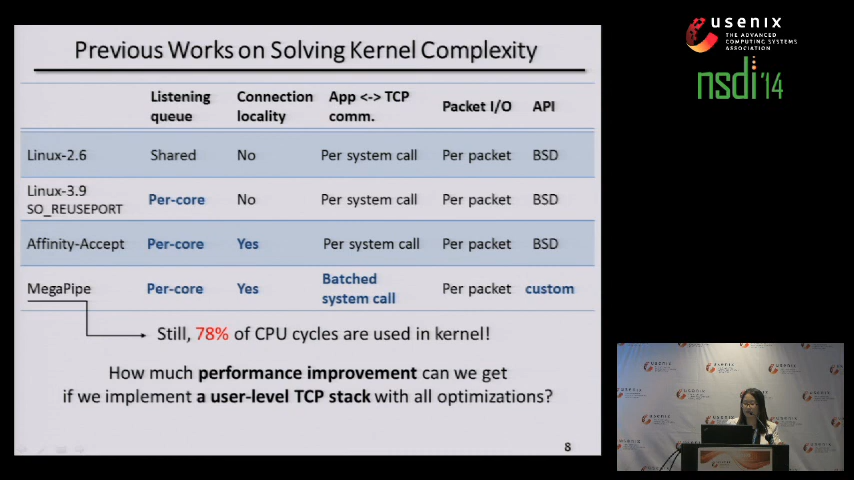 Previous Works on Solving Kernel Complexity
Listening queue Connection locality App <-> TCP comm. Packet I/O API
Linux-2.6 Shared No Per system call Per packet BSD
Linux-3.9 SO_REUSEPORT Per-core No Per system call Per packet BSD
Affinity-Accept Per-core Yes Per system call Per packet BSD
MegaPipe Per-core Yes Batched system call Per packet custom
Still, 78% of CPU cycles are used in kernel!
How much performance improvement can we get
if we implement a user-level TCP stack with all optimizations?
8
usenix
THE ADVANCED
COMPUTING SYSTEMS
ASSOCIATION
nsdi '14